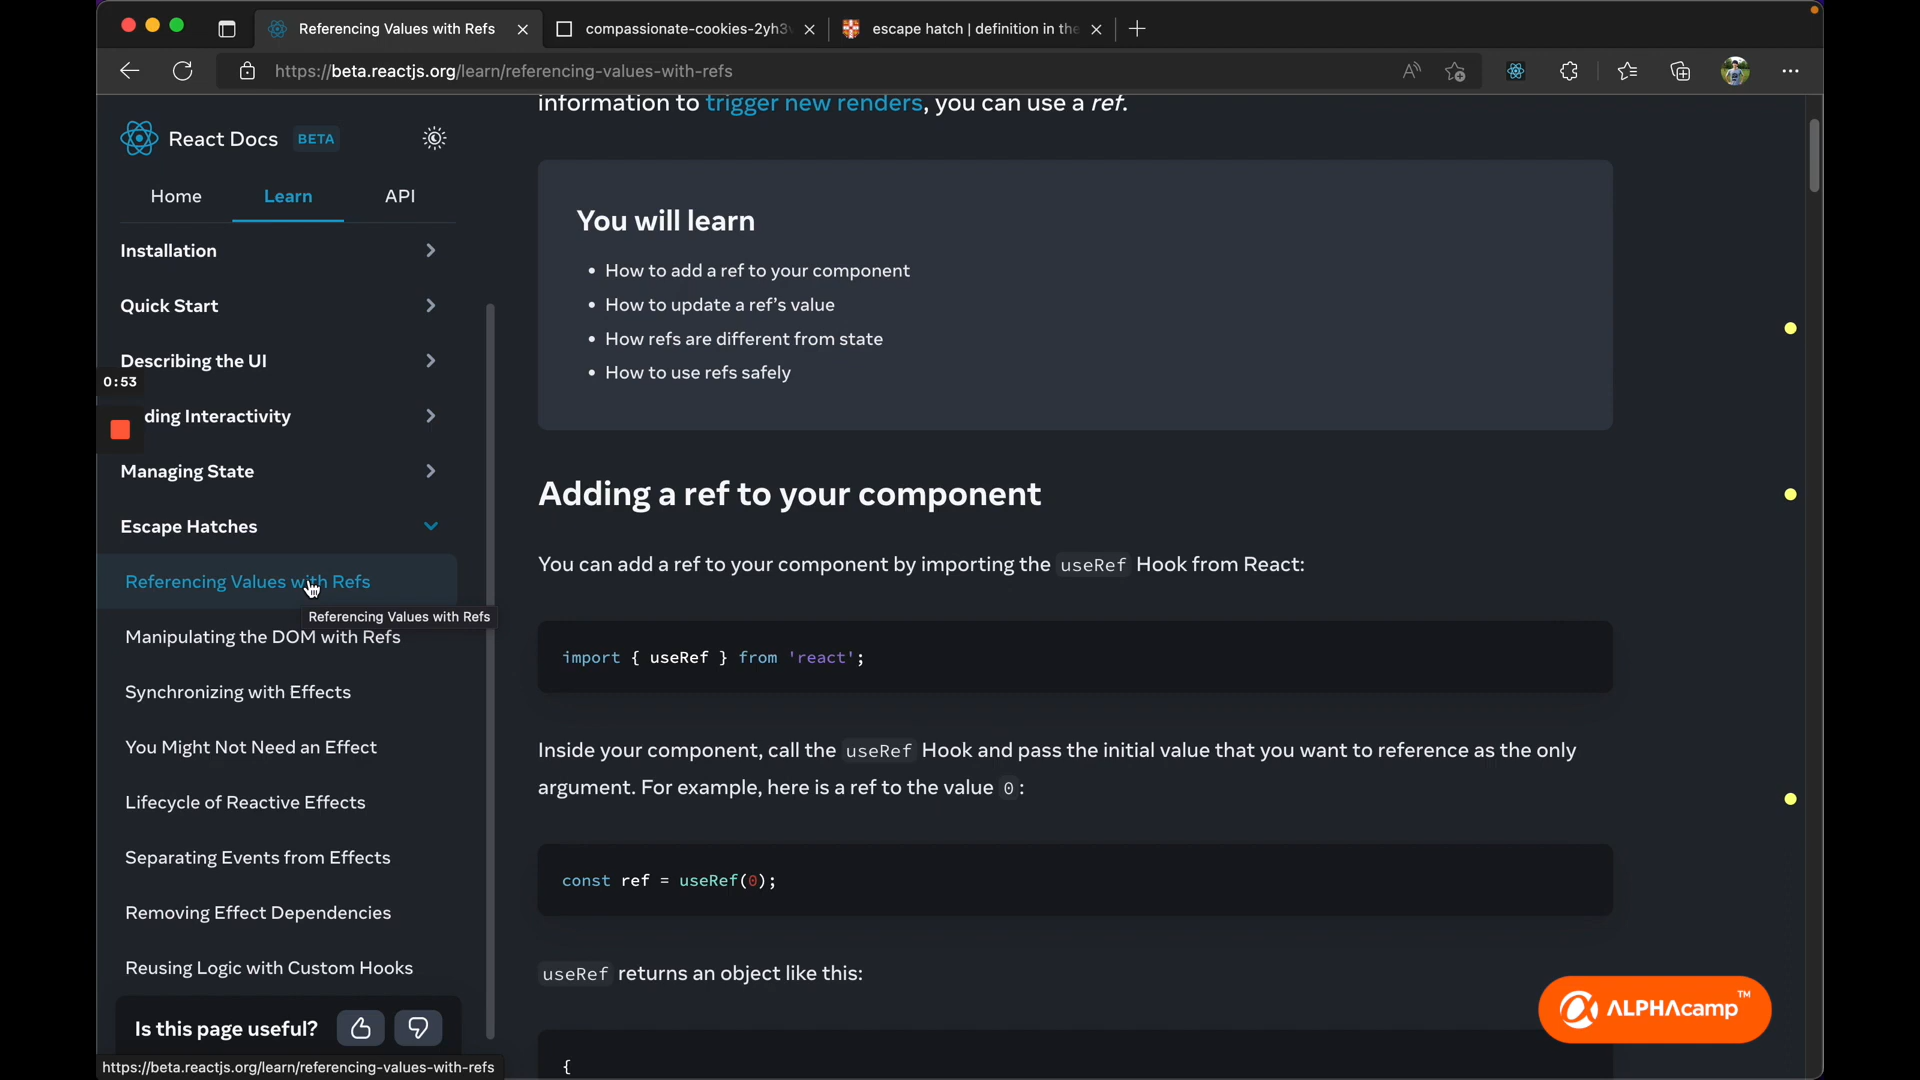 Referencing Values with Refs
compassionate-cookies-2yh3
escape hatch | definition in the
https://beta.reactjs.org/learn/referencing-values-with-refs
React Docs BETA
Home Learn API
Installation
Quick Start
Describing the UI
0:53
ding Interactivity
Managing State
Escape Hatches
Referencing Values with Refs
Referencing Values with Refs
Manipulating the DOM with Refs
Synchronizing with Effects
You Might Not Need an Effect
Lifecycle of Reactive Effects
Separating Events from Effects
Removing Effect Dependencies
Reusing Logic with Custom Hooks
Is this page useful?
https://beta.reactjs.org/learn/referencing-values-with-refs
information to trigger new renders, you can use a ref.
You will learn
• How to add a ref to your component
• How to update a ref’s value
• How refs are different from state
• How to use refs safely
Adding a ref to your component
You can add a ref to your component by importing the useRef Hook from React:
import { useRef } from 'react';
Inside your component, call the useRef Hook and pass the initial value that you want to reference as the only
argument. For example, here is a ref to the value 0:
const ref = useRef(0);
useRef returns an object like this:
{
ALPHAcamp™